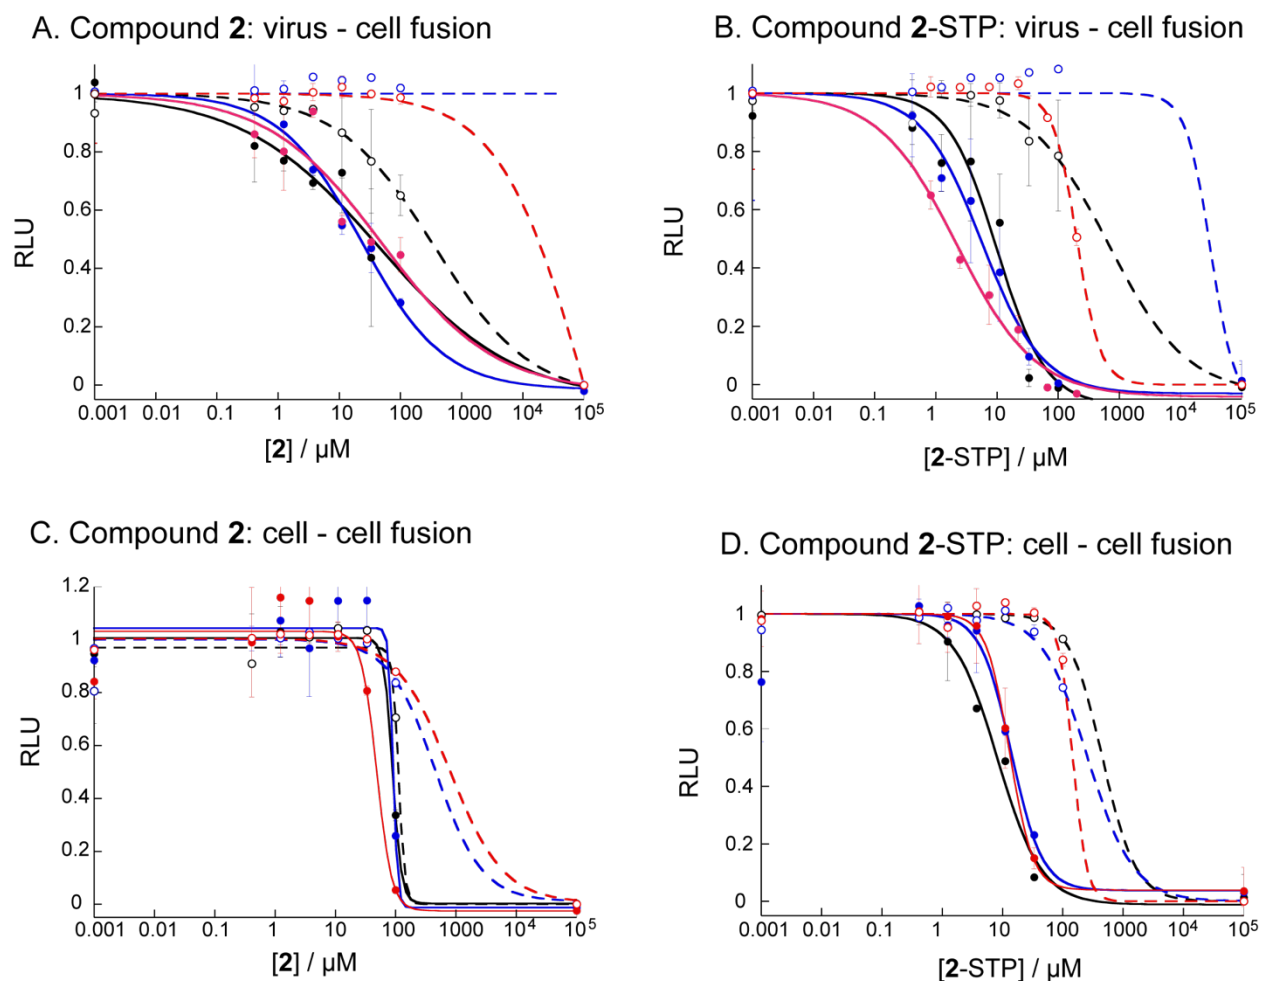 A. Compound 2: virus - cell fusion
B. Compound 2-STP: virus - cell fusion
RLU
1
0.8
0.6
0.4
0.2
0
0.001 0.01 0.1 1 10 100 1000 10⁴ 10⁵
[2] / µM
RLU
1
0.8
0.6
0.4
0.2
0
0.001 0.01 0.1 1 10 100 1000 10⁴ 10⁵
[2-STP] / µM
C. Compound 2: cell - cell fusion
D. Compound 2-STP: cell - cell fusion
RLU
1.2
1
0.8
0.6
0.4
0.2
0
0.001 0.01 0.1 1 10 100 1000 10⁴ 10⁵
[2] / µM
RLU
1
0.8
0.6
0.4
0.2
0
0.001 0.01 0.1 1 10 100 1000 10⁴ 10⁵
[2-STP] / µM